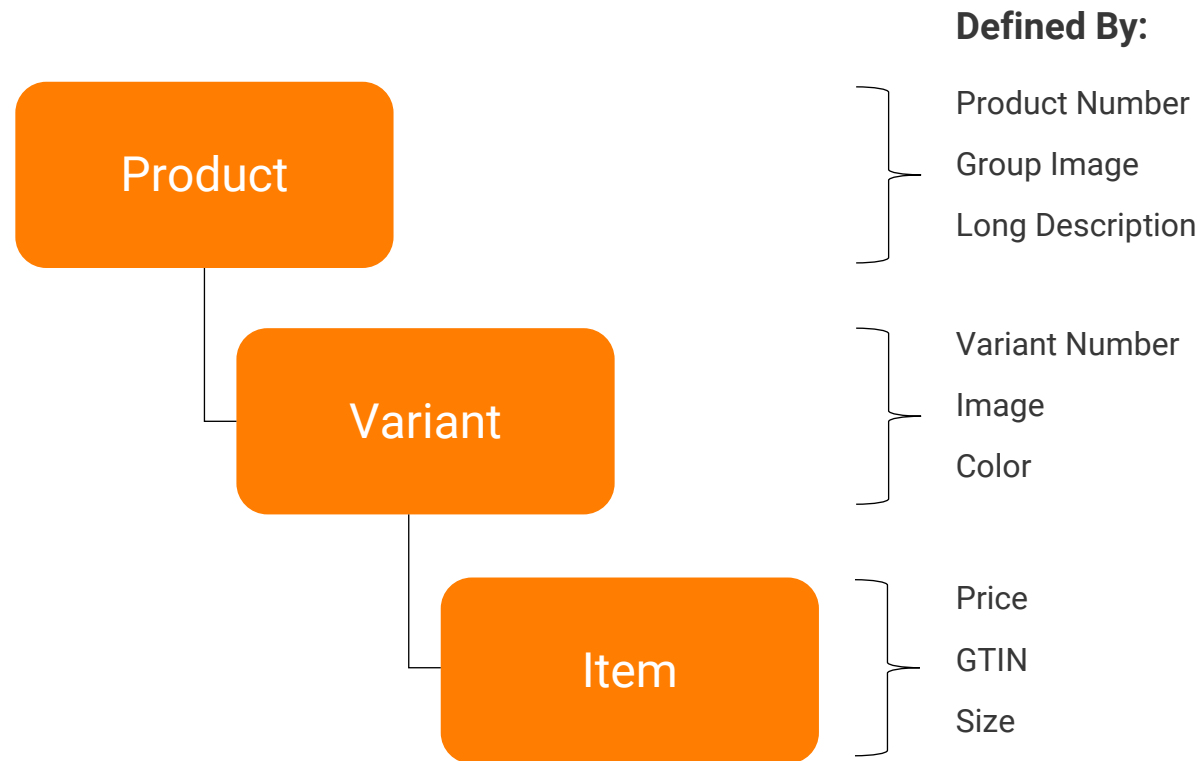 Defined By:
Product
Product Number
Group Image
Long Description
Variant
Variant Number
Image
Color
Item
Price
GTIN
Size